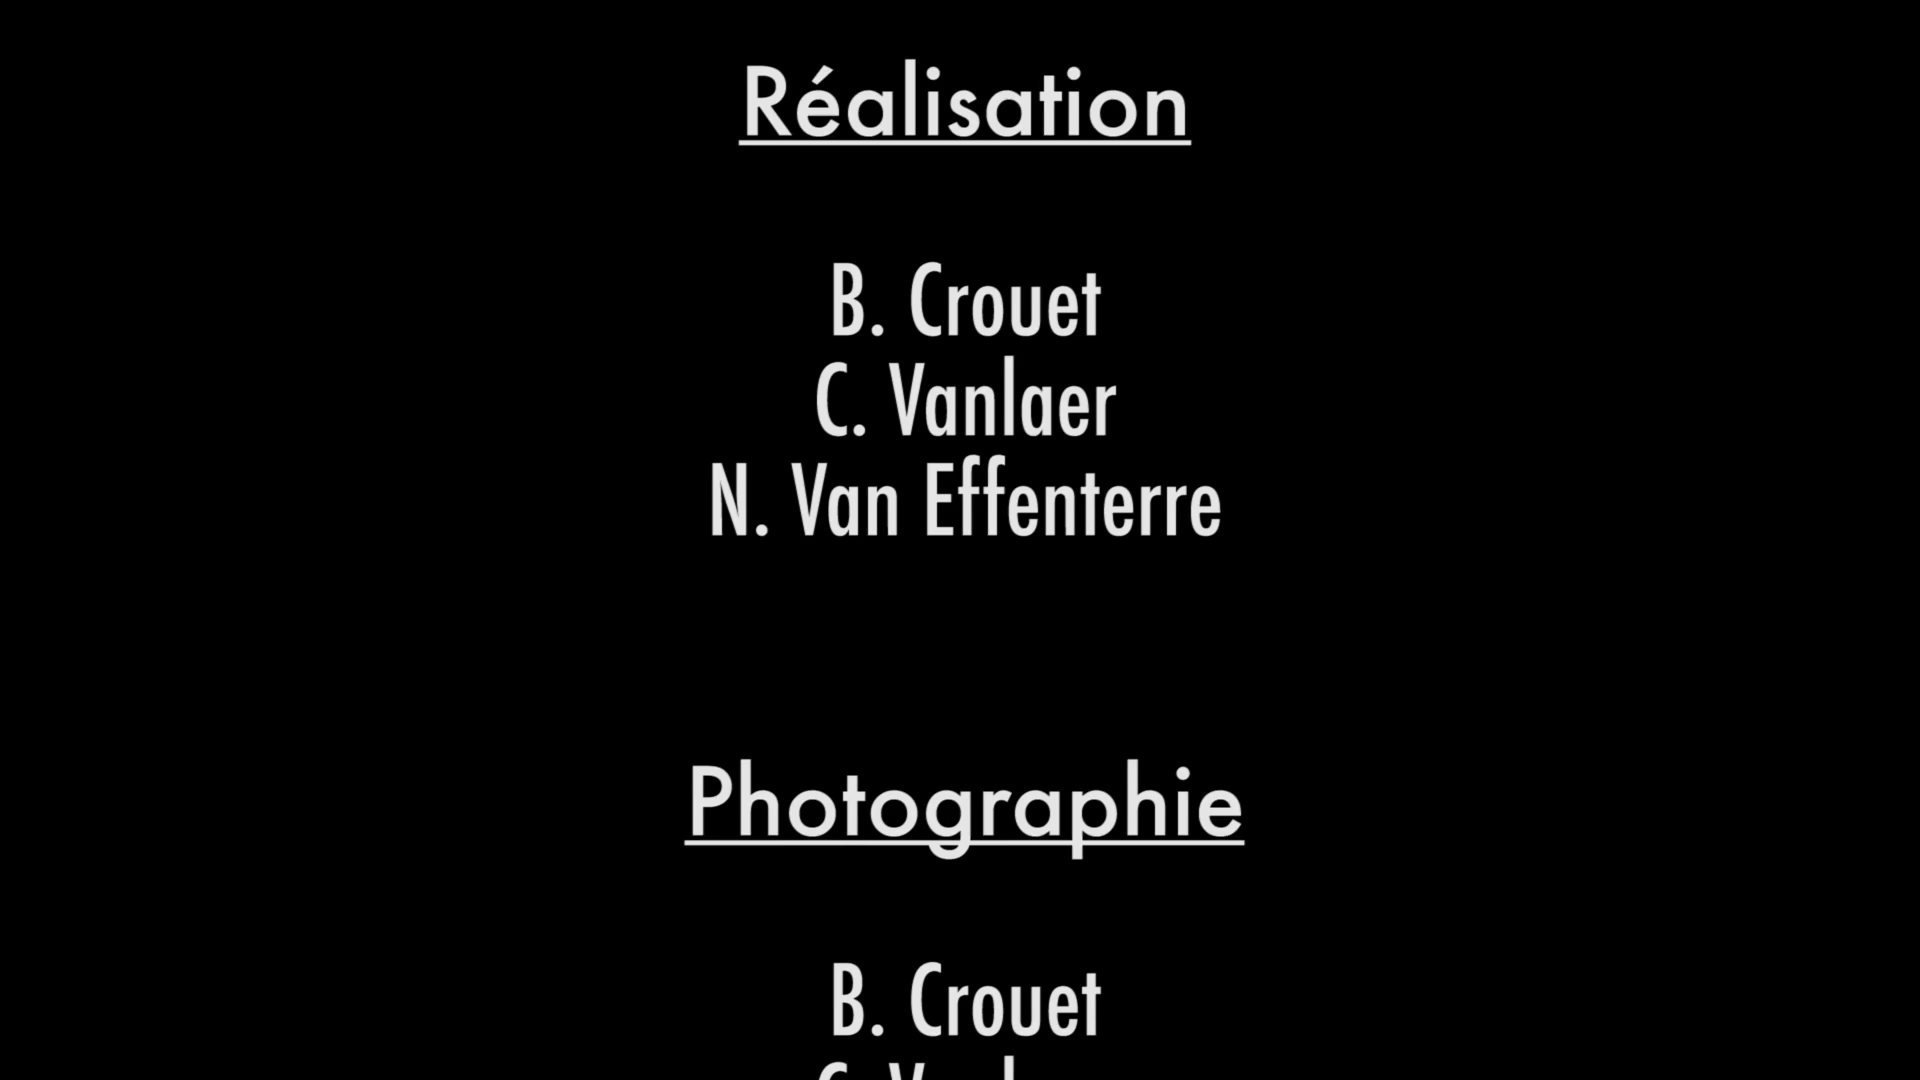 Réalisation
B. Crouet
C. Vanlaer
N. Van Effenterre
Photographie
B. Crouet